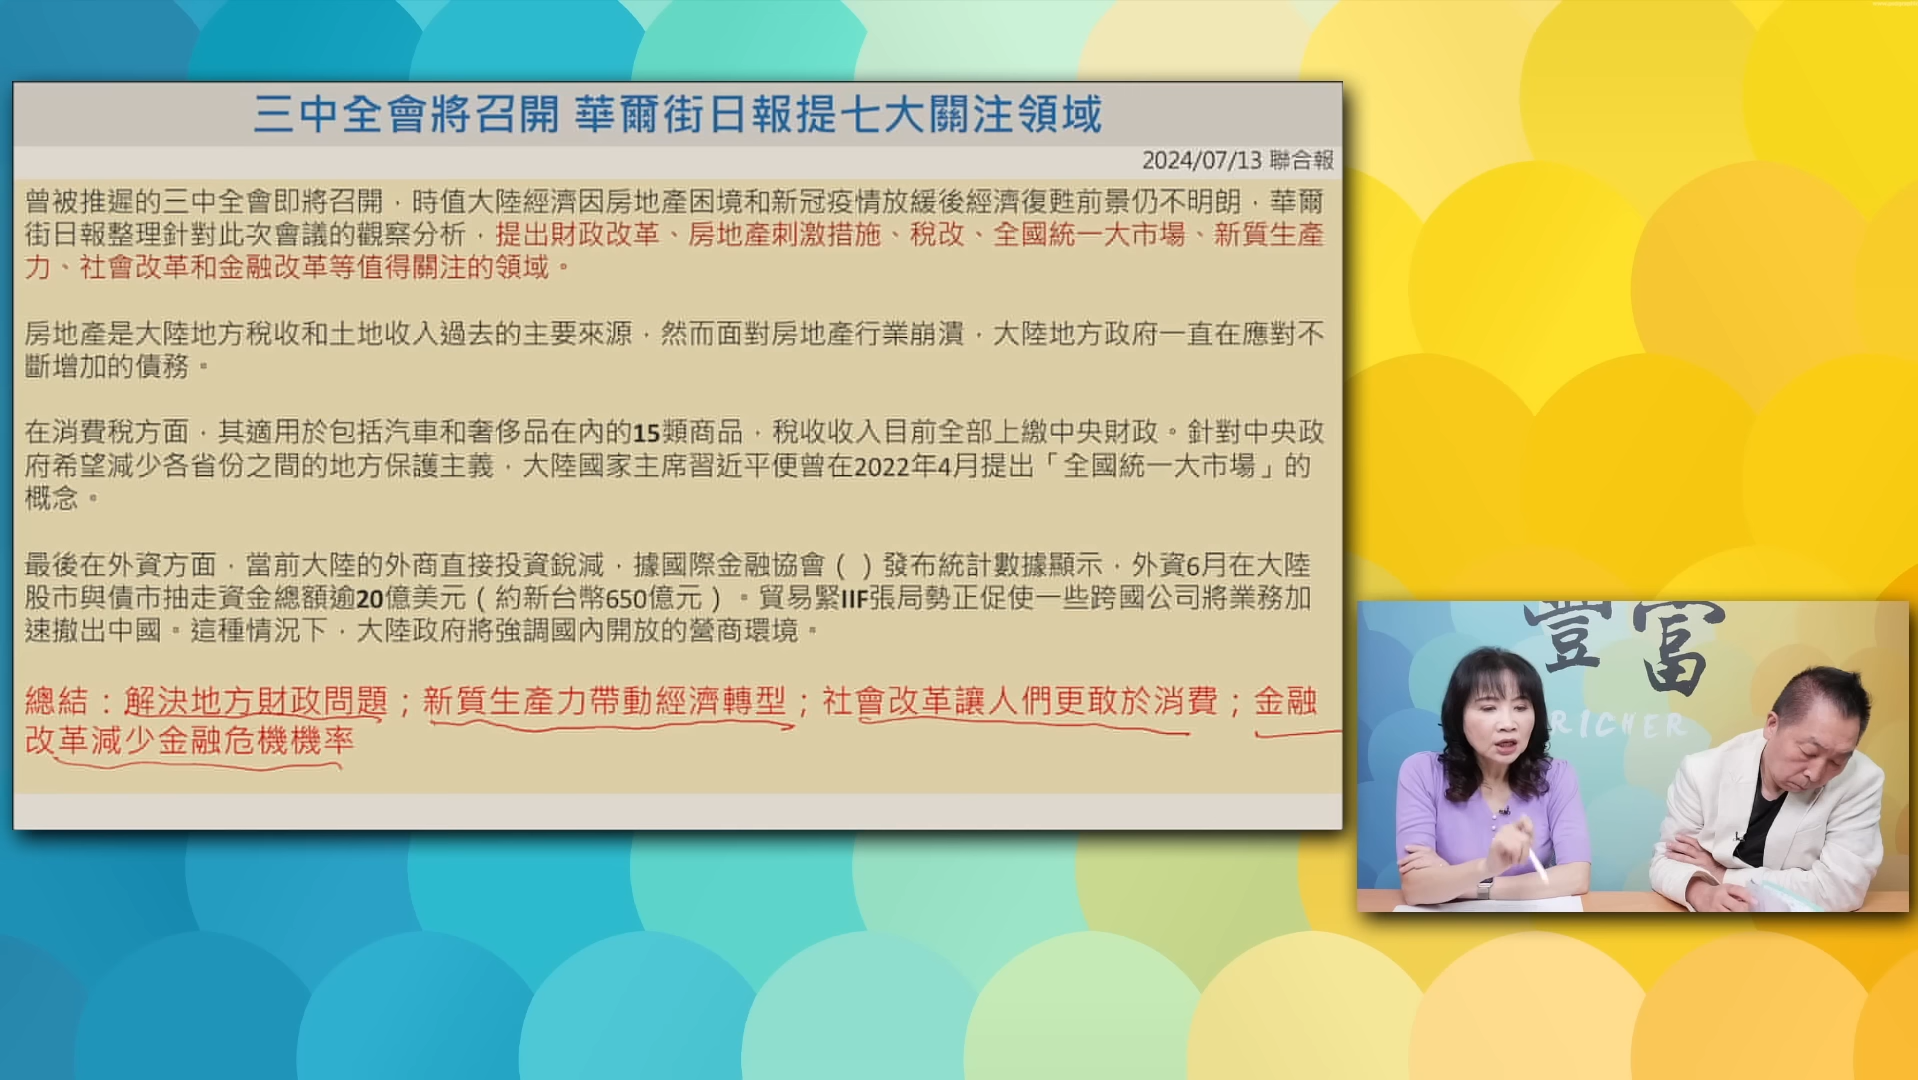 三中全會將召開 華爾街日報提七大關注領域
2024/07/13 聯合報
曾被推遲的三中全會即將召開，時值大陸經濟因房地產困境和新冠疫情放緩後經濟復甦前景仍不明朗，華爾
街日報整理針對此次會議的觀察分析，提出財政改革、房地產刺激措施、稅改、全國統一大市場、新質生產
力、社會改革和金融改革等值得關注的領域。
房地產是大陸地方稅收和土地收入過去的主要來源，然而面對房地產行業崩潰，大陸地方政府一直在應對不
斷增加的債務。
在消費稅方面，其適用於包括汽車和奢侈品在內的15類商品，稅收收入目前全部上繳中央財政。針對中央政
府希望減少各省份之間的地方保護主義，大陸國家主席習近平便曾在2022年4月提出「全國統一大市場」的
概念。
最後在外資方面，當前大陸的外商直接投資銳減，據國際金融協會（ ）發布統計數據顯示，外資6月在大陸
股市與債市抽走資金總額逾20億美元（約新台幣650億元）。貿易緊IIF張局勢正促使一些跨國公司將業務加
速撤出中國。這種情況下，大陸政府將強調國內開放的營商環境。
總結：解決地方財政問題；新質生產力帶動經濟轉型；社會改革讓人們更敢於消費；金融
改革減少金融危機機率
豐富
RICHER